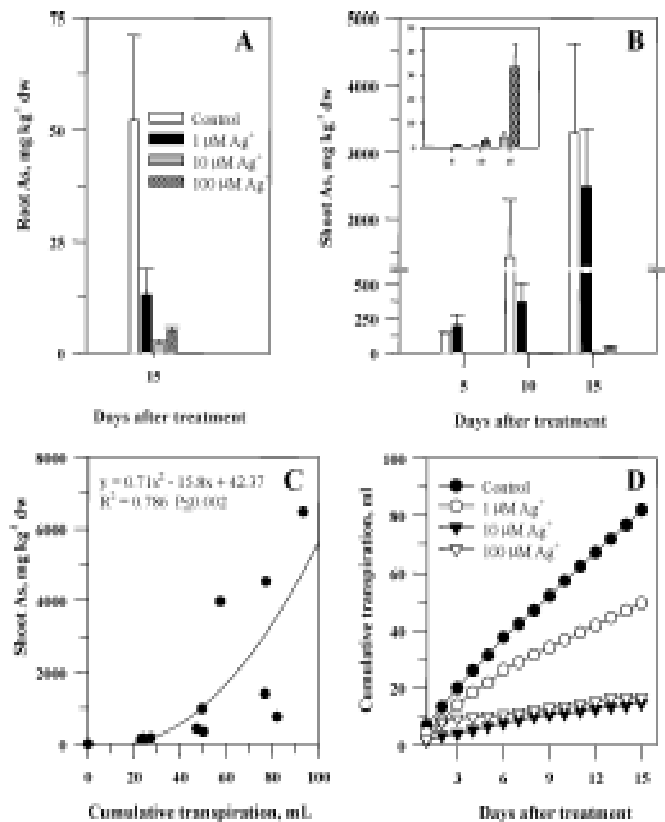 A
75
50
25
0
Root As, mg kg⁻¹ dw
Control
1 µM Ag⁺
10 µM Ag⁺
100 µM Ag⁺
15
Days after treatment
B
5000
4000
3000
2000
500
250
0
Shoot As, mg kg⁻¹ dw
5
10
15
Days after treatment
C
8000
6000
4000
2000
0
Shoot As, mg kg⁻¹ dw
y = 0.71x² - 15.8x + 42.37
R² = 0.786
0
20
40
60
80
100
Cumulative transpiration, mL
D
100
80
60
40
20
0
Cumulative transpiration, ml
Control
1 µM Ag⁺
10 µM Ag⁺
100 µM Ag⁺
3
6
9
12
15
Days after treatment